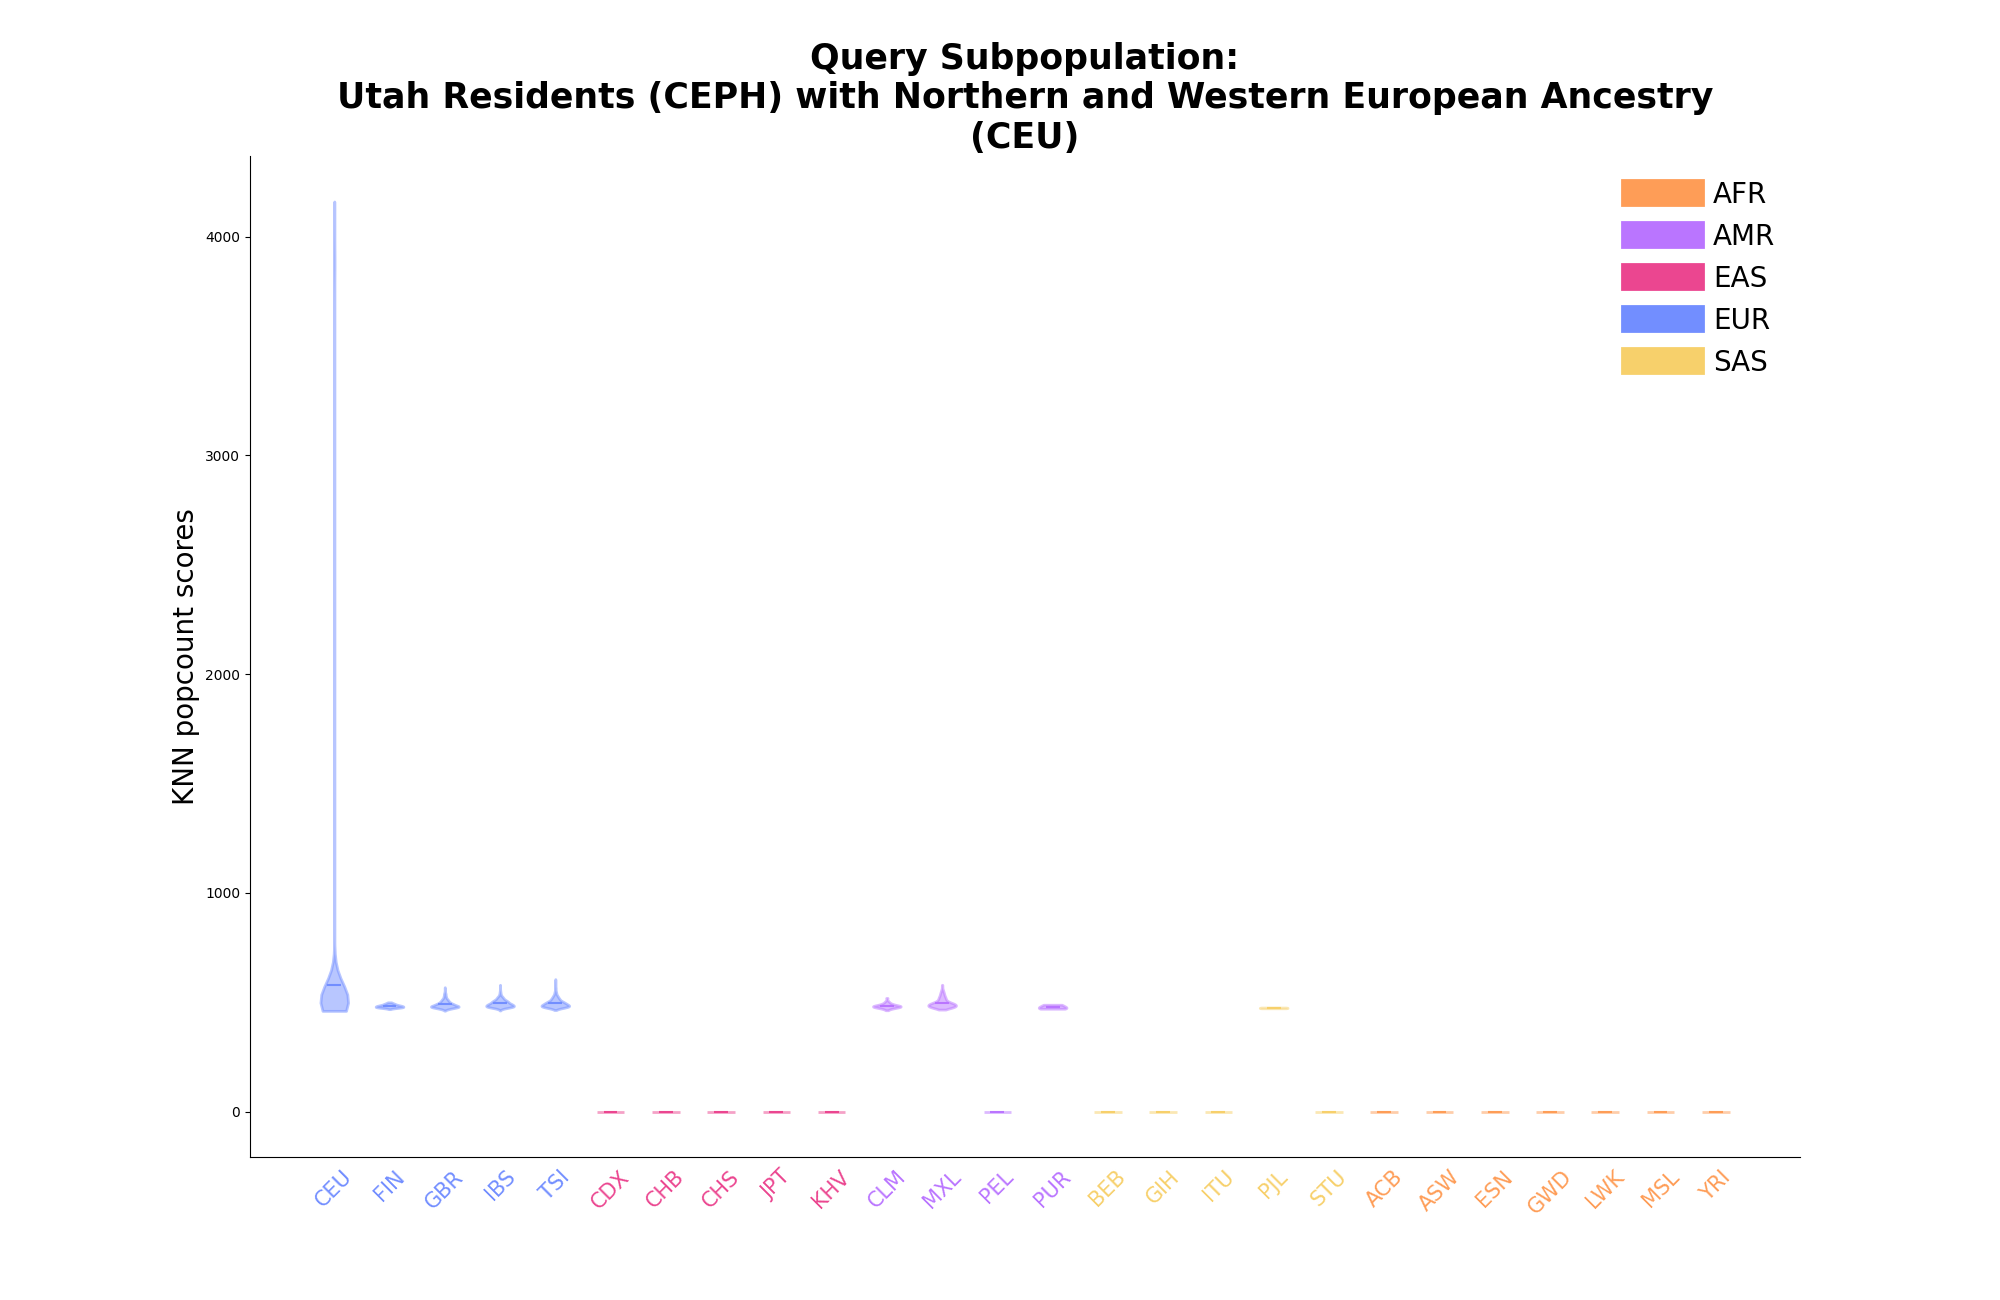 Query Subpopulation:
Utah Residents (CEPH) with Northern and Western European Ancestry
(CEU)
AFR
AMR
EAS
EUR
SAS
KNN popcount scores
4000
3000
2000
1000
0
CEU
FIN
GBR
IBS
TSI
CDX
CHB
CHS
JPT
KHV
CLM
MXL
PEL
PUR
BEB
GIH
ITU
PJL
STU
ACB
ASW
ESN
GWD
LWK
MSL
YRI